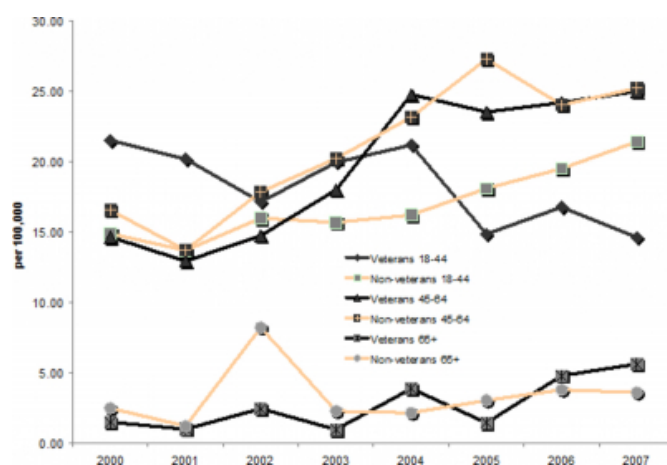 30.00
25.00
20.00
15.00
10.00
5.00
0.00
per 100,000
Veterans 18-44
Non-veterans 18-44
Veterans 45-64
Non-veterans 45-64
Veterans 65+
Non-veterans 65+
2000 2001 2002 2003 2004 2005 2006 2007